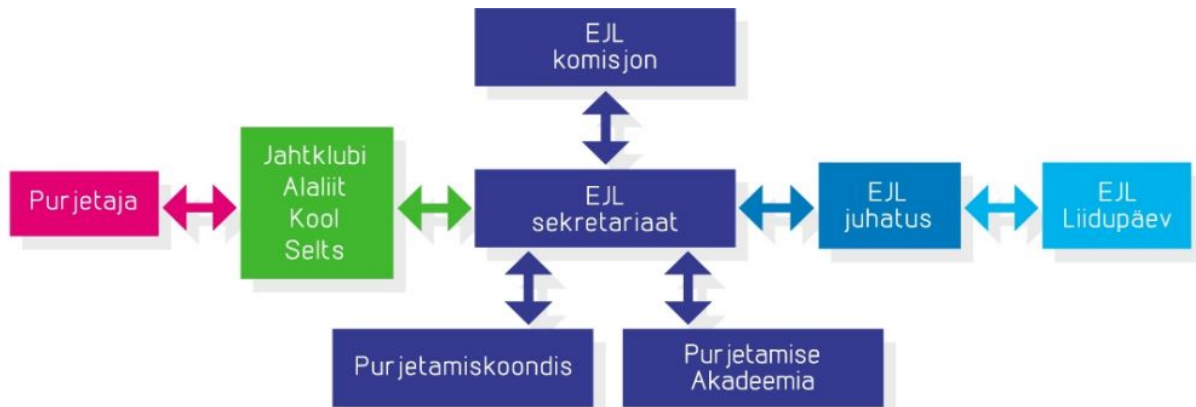 EJL
komisjon
Purjetaja
Jahtklubi
Alaliit
Kool
Selts
EJL
sekretariaat
EJL
juhatus
EJL
Liidupäev
Purjetamiskoondis
Purjetamise
Akadeemia